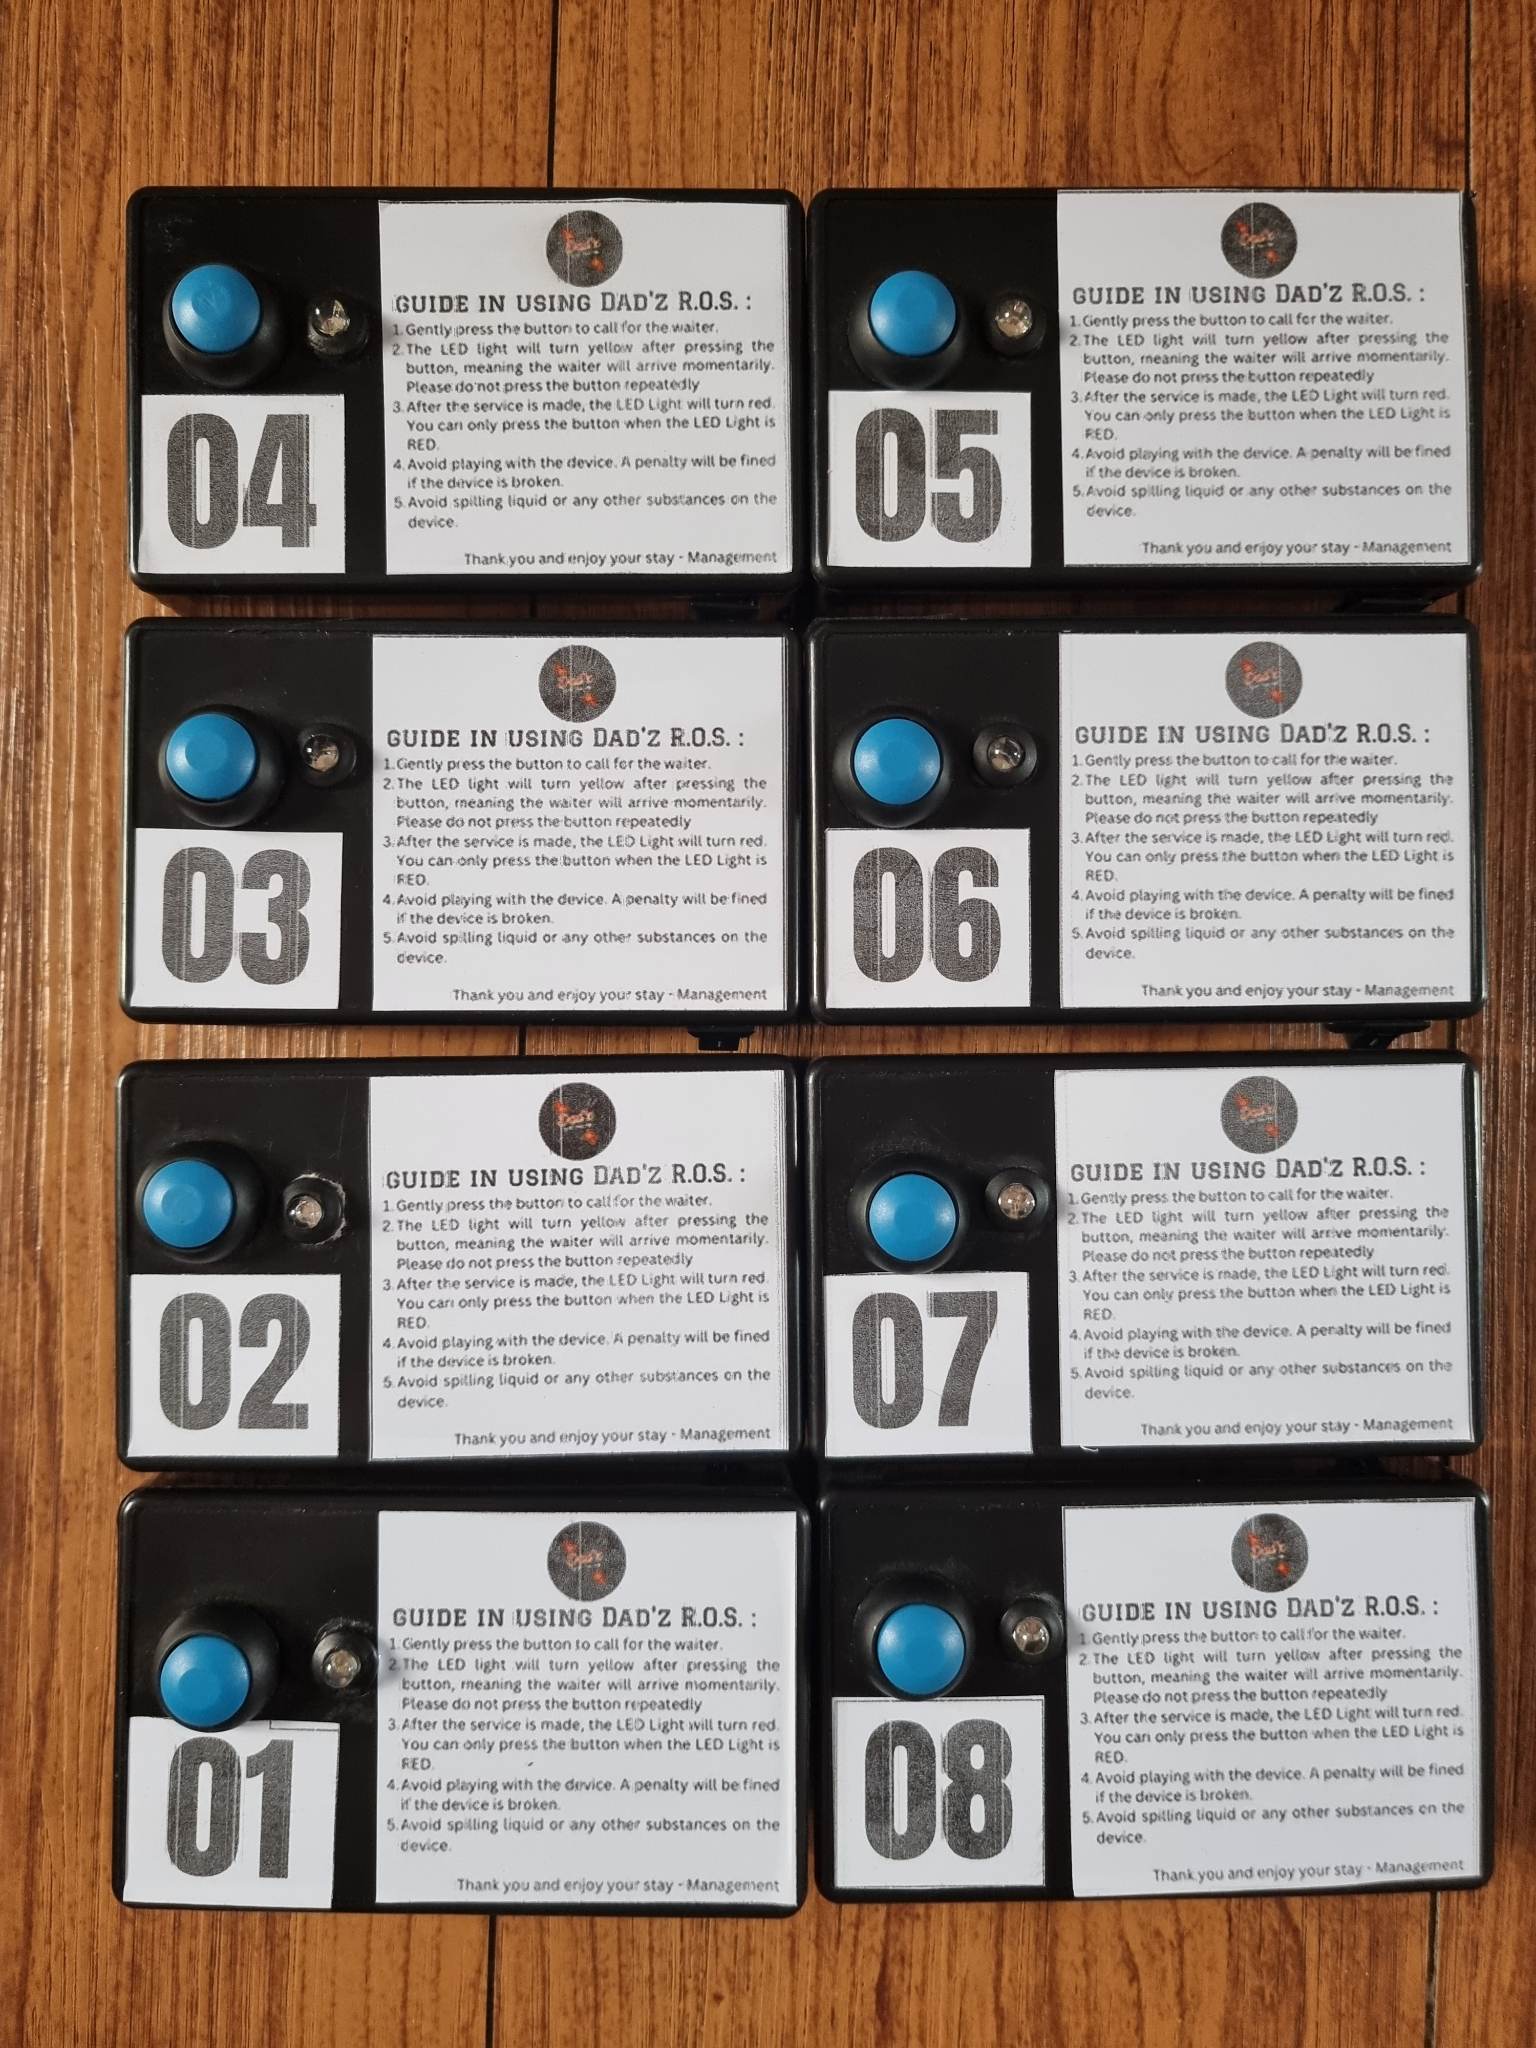 Dad'z
GUIDE IN USING DAD'Z R.O.S. :
1. Gently press the button to call for the waiter.
2. The LED light will turn yellow after pressing the
button, meaning the waiter will arrive momentarily.
Please do not press the button repeatedly
3. After the service is made, the LED Light will turn red.
You can only press the button when the LED Light is
RED.
4. Avoid playing with the device. A penalty will be fined
if the device is broken.
5. Avoid spilling liquid or any other substances on the
device.
Thank you and enjoy your stay - Management
04
Dad'z
GUIDE IN USING DAD'Z R.O.S. :
1. Gently press the button to call for the waiter.
2. The LED light will turn yellow after pressing the
button, meaning the waiter will arrive momentarily.
Please do not press the button repeatedly
3. After the service is made, the LED Light will turn red.
You can only press the button when the LED Light is
RED.
4. Avoid playing with the device. A penalty will be fined
if the device is broken.
5. Avoid spilling liquid or any other substances on the
device.
Thank you and enjoy your stay - Management
05
Dad'z
GUIDE IN USING DAD'Z R.O.S. :
1. Gently press the button to call for the waiter.
2. The LED light will turn yellow after pressing the
button, meaning the waiter will arrive momentarily.
Please do not press the button repeatedly
3. After the service is made, the LED Light will turn red.
You can only press the button when the LED Light is
RED.
4. Avoid playing with the device. A penalty will be fined
if the device is broken.
5. Avoid spilling liquid or any other substances on the
device.
Thank you and enjoy your stay - Management
03
Dad'z
GUIDE IN USING DAD'Z R.O.S. :
1. Gently press the button to call for the waiter.
2. The LED light will turn yellow after pressing the
button, meaning the waiter will arrive momentarily.
Please do not press the button repeatedly
3. After the service is made, the LED Light will turn red.
You can only press the button when the LED Light is
RED.
4. Avoid playing with the device. A penalty will be fined
if the device is broken.
5. Avoid spilling liquid or any other substances on the
device.
Thank you and enjoy your stay - Management
06
Dad'z
GUIDE IN USING DAD'Z R.O.S. :
1. Gently press the button to call for the waiter.
2. The LED light will turn yellow after pressing the
button, meaning the waiter will arrive momentarily.
Please do not press the button repeatedly
3. After the service is made, the LED Light will turn red.
You can only press the button when the LED Light is
RED.
4. Avoid playing with the device. A penalty will be fined
if the device is broken.
5. Avoid spilling liquid or any other substances on the
device.
Thank you and enjoy your stay - Management
02
Dad'z
GUIDE IN USING DAD'Z R.O.S. :
1. Gently press the button to call for the waiter.
2. The LED light will turn yellow after pressing the
button, meaning the waiter will arrive momentarily.
Please do not press the button repeatedly
3. After the service is made, the LED Light will turn red.
You can only press the button when the LED Light is
RED.
4. Avoid playing with the device. A penalty will be fined
if the device is broken.
5. Avoid spilling liquid or any other substances on the
device.
Thank you and enjoy your stay - Management
07
Dad'z
GUIDE IN USING DAD'Z R.O.S. :
1. Gently press the button to call for the waiter.
2. The LED light will turn yellow after pressing the
button, meaning the waiter will arrive momentarily.
Please do not press the button repeatedly
3. After the service is made, the LED Light will turn red.
You can only press the button when the LED Light is
RED.
4. Avoid playing with the device. A penalty will be fined
if the device is broken.
5. Avoid spilling liquid or any other substances on the
device.
Thank you and enjoy your stay - Management
01
Dad'z
GUIDE IN USING DAD'Z R.O.S. :
1. Gently press the button to call for the waiter.
2. The LED light will turn yellow after pressing the
button, meaning the waiter will arrive momentarily.
Please do not press the button repeatedly
3. After the service is made, the LED Light will turn red.
You can only press the button when the LED Light is
RED.
4. Avoid playing with the device. A penalty will be fined
if the device is broken.
5. Avoid spilling liquid or any other substances on the
device.
Thank you and enjoy your stay - Management
08